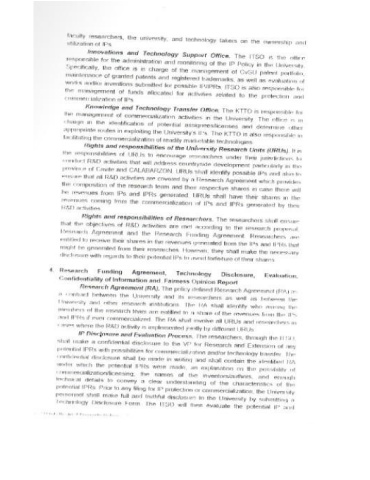 faculty researchers, the university, and technology takers on the ownership and
utilization of IPs.
Innovations and Technology Support Office. The ITSO is the office
responsible for the administration and monitoring of the IP Policy in the University.
Specifically, the office is in charge of the management of CvSU patent portfolio,
maintenance of granted patents and registered trademarks, as well as evaluation of
works and/or inventions submitted for possible IP/IPRs. ITSO is also responsible for
the management of funds allocated for activities related to the protection and
commercialization of IPs.
Knowledge and Technology Transfer Office. The KTTO is responsible for
the management of commercialization activities in the University. The office is in
charge in the identification of potential assignees/licensees and determine other
appropriate routes in exploiting the University's IPs. The KTTO is also responsible in
facilitating the commercialization of readily marketable technologies.
Rights and responsibilities of the University Research Units (URUs). It is
the responsibilities of URUs to encourage researchers under their jurisdictions to
conduct R&D activities that will address countryside development particularly in the
province of Cavite and CALABARZON. URUs shall identify possible IPs and also to
ensure that all R&D activities are covered by a Research Agreement which provides
the composition of the research team and their respective shares in case there will
be revenues from IPs and IPRs generated. URUs shall have their shares in the
revenues coming from the commercialization of IPs and IPRs generated by their
R&D activities.
Rights and responsibilities of Researchers. The researchers shall ensure
that the objectives of R&D activities are met according to the research proposal,
Research Agreement and the Research Funding Agreement. Researchers are
entitled to receive their shares in the revenues generated from the IPs and IPRs that
might be generated from their researches. However, they shall make the necessary
disclosure with regards to their potential IPs to avoid forfeiture of their shares.
4. Research Funding Agreement, Technology Disclosure, Evaluation,
Confidentiality of Information and Fairness Opinion Report
Research Agreement (RA). The policy defined Research Agreement (RA) as
a contract between the University and its researchers as well as between the
University and other research institutions. The RA shall identify who among the
members of the research team are entitled to a share of the revenues from the IPs
and IPRs if ever commercialized. The RA shall involve all URUs and researchers in
cases where the R&D activity is implemented jointly by different URUs.
IP Disclosure and Evaluation Process. The researchers, through the ITSO,
shall make a confidential disclosure to the VP for Research and Extension of any
potential IPRs with possibilities for commercialization and/or technology transfer. The
confidential disclosure shall be made in writing and shall contain the identified RA
under which the potential IPRs were made, an explanation on the possibility of
commercialization/licensing, the names of the inventors/authors, and enough
technical details to convey a clear understanding of the characteristics of the
potential IPRs. Prior to any filing for IP protection or commercialization, the University
personnel shall make full and truthful disclosure to the University by submitting a
Technology Disclosure Form. The ITSO will then evaluate the potential IP and